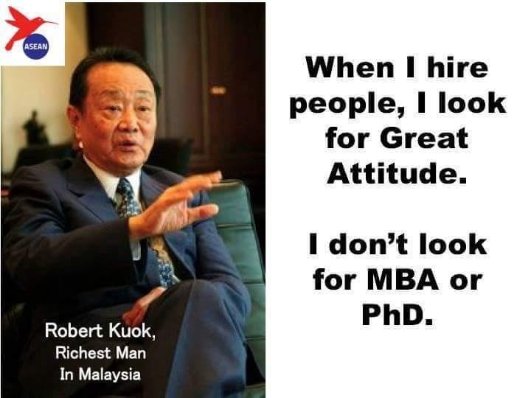 ASEAN
When I hire
people, I look
for Great
Attitude.
I don't look
for MBA or
PhD.
Robert Kuok,
Richest Man
In Malaysia